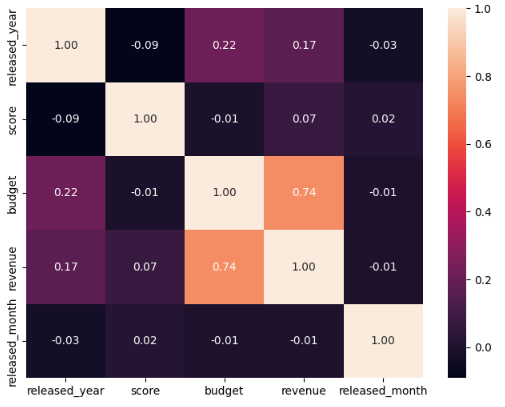 released_year 1.00 -0.09 0.22 0.17 -0.03
score -0.09 1.00 -0.01 0.07 0.02
budget 0.22 -0.01 1.00 0.74 -0.01
revenue 0.17 0.07 0.74 1.00 -0.01
released_month -0.03 0.02 -0.01 -0.01 1.00
released_year score budget revenue released_month
1.0
0.8
0.6
0.4
0.2
0.0